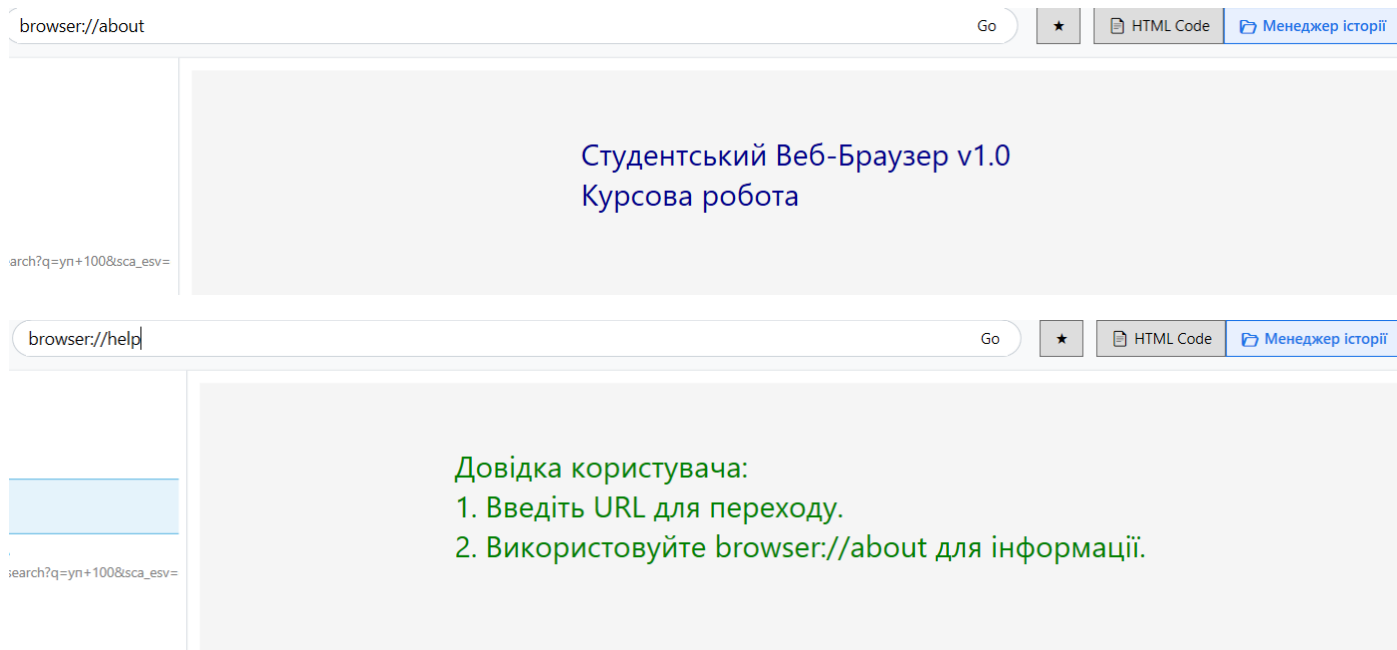 browser://about Go ★ HTML Code Менеджер історії
Студентський Веб-Браузер v1.0
Курсова робота
arch?q=уп+100&sca_esv=
browser://help Go ★ HTML Code Менеджер історії
Довідка користувача:
1. Введіть URL для переходу.
2. Використовуйте browser://about для інформації.
search?q=уп+100&sca_esv=